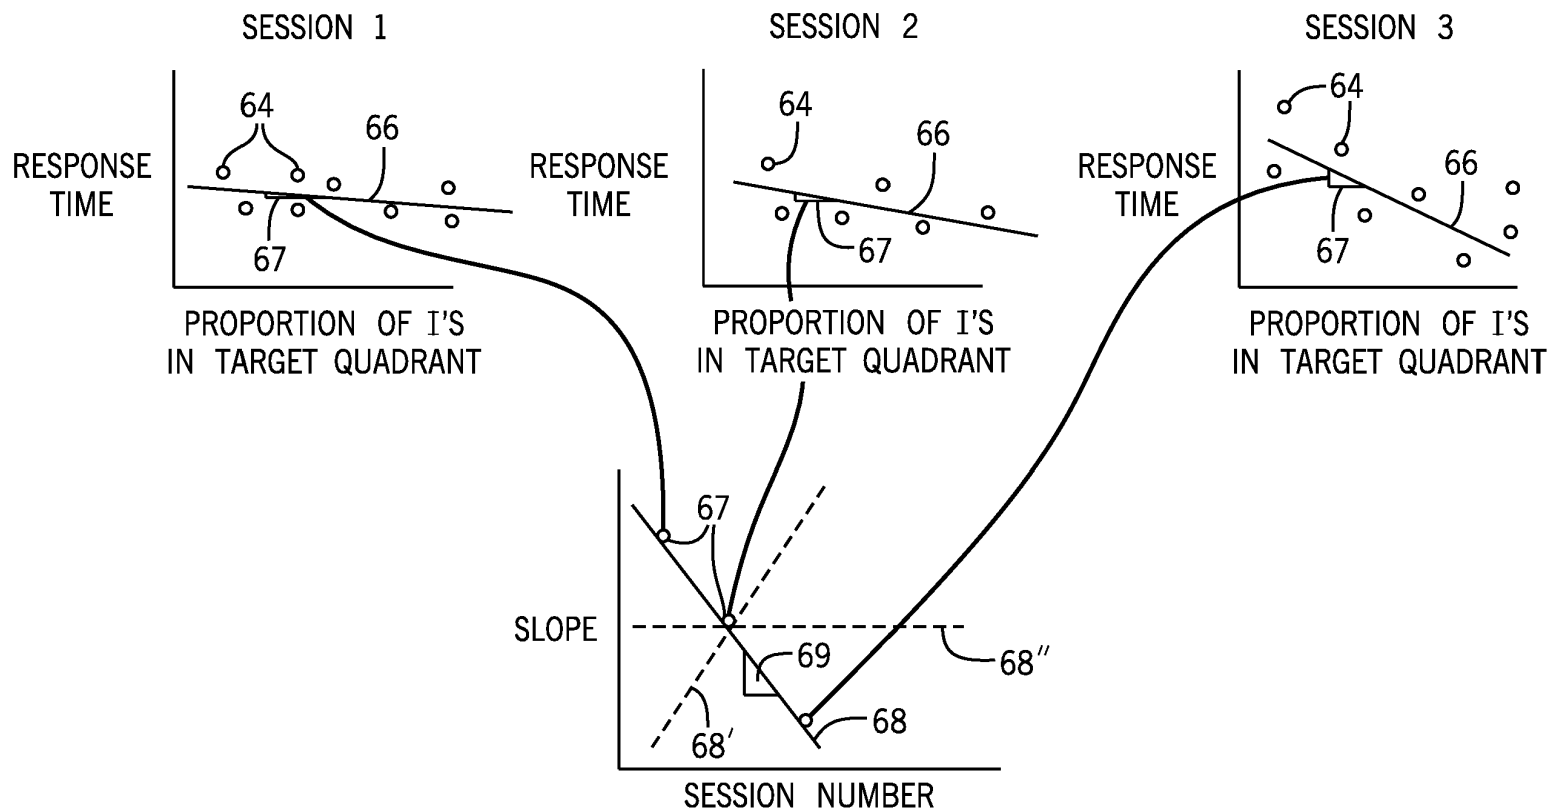 SESSION 1
64
66
RESPONSE
TIME
67
PROPORTION OF I'S
IN TARGET QUADRANT
SESSION 2
64
66
RESPONSE
TIME
67
PROPORTION OF I'S
IN TARGET QUADRANT
SESSION 3
64
66
RESPONSE
TIME
67
PROPORTION OF I'S
IN TARGET QUADRANT
67
SLOPE
69
68''
68
68'
SESSION NUMBER